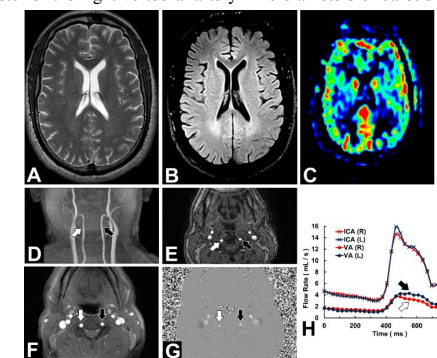 A
B
C
D
E
F
G
H
ICA (R)
ICA (L)
VA (R)
VA (L)
Flow Rate ( mL / s )
16
14
12
10
8
6
4
2
0
0
200
400
600
Time ( ms )